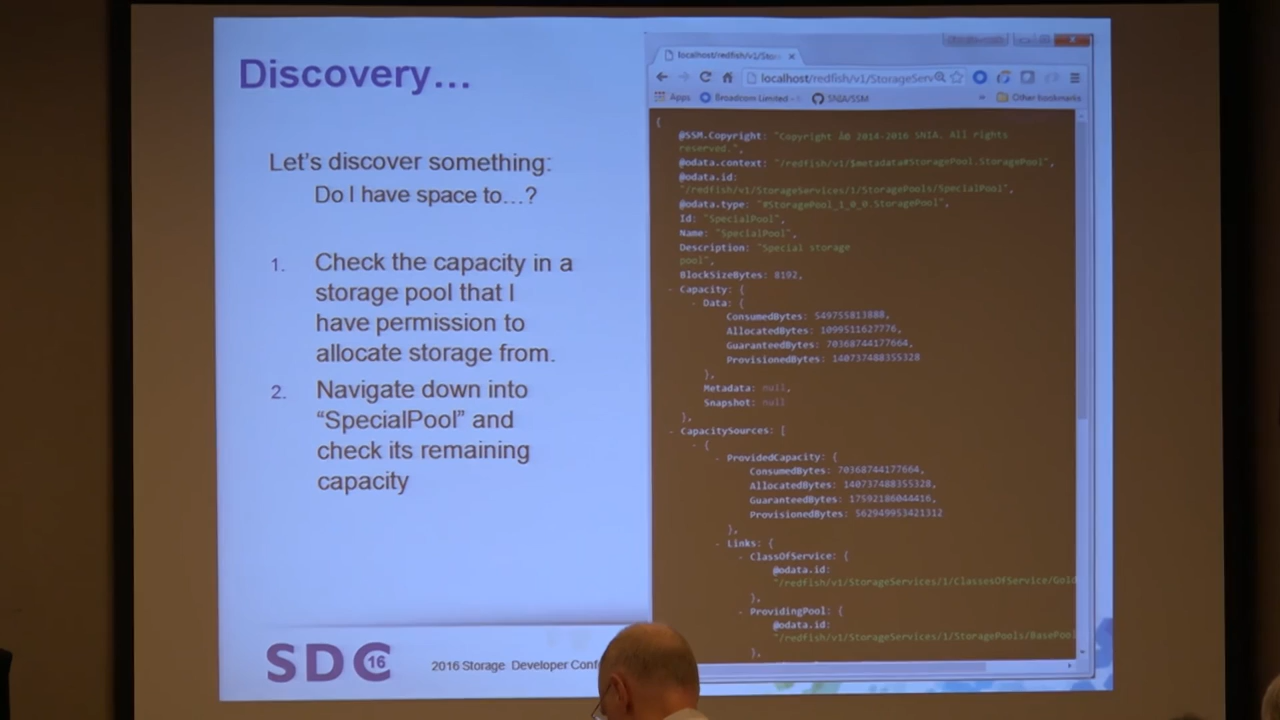 Discovery…
Let's discover something:
Do I have space to…?
1. Check the capacity in a
storage pool that I
have permission to
allocate storage from.
2. Navigate down into
“SpecialPool” and
check its remaining
capacity
SDC 16
2016 Storage Developer
localhost/redfish/v1/Stor
localhost/redfish/v1/StorageServ
Apps Broadcom Limited - SNIA/SSM » Other bookmarks
{
@SSM.Copyright: "Copyright Â© 2014-2016 SNIA. All rights
reserved.",
@odata.context: "/redfish/v1/$metadata#StoragePool.StoragePool",
@odata.id:
"/redfish/v1/StorageServices/1/StoragePools/SpecialPool",
@odata.type: "#StoragePool_1_0_0.StoragePool",
Id: "SpecialPool",
Name: "SpecialPool",
Description: "Special storage
pool",
BlockSizeBytes: 8192,
- Capacity: {
- Data: {
ConsumedBytes: 549755813888,
AllocatedBytes: 1099511627776,
GuaranteedBytes: 70368744177664,
ProvisionedBytes: 140737488355328
},
Metadata: null,
Snapshot: null
},
- CapacitySources: [
- {
- ProvidedCapacity: {
ConsumedBytes: 70368744177664,
AllocatedBytes: 140737488355328,
GuaranteedBytes: 17592186044416,
ProvisionedBytes: 562949953421312
},
- Links: {
- ClassOfService: {
@odata.id:
"/redfish/v1/StorageServices/1/ClassesOfService/Gold
},
- ProvidingPool: {
@odata.id:
"/redfish/v1/StorageServices/1/StoragePools/BasePool
},